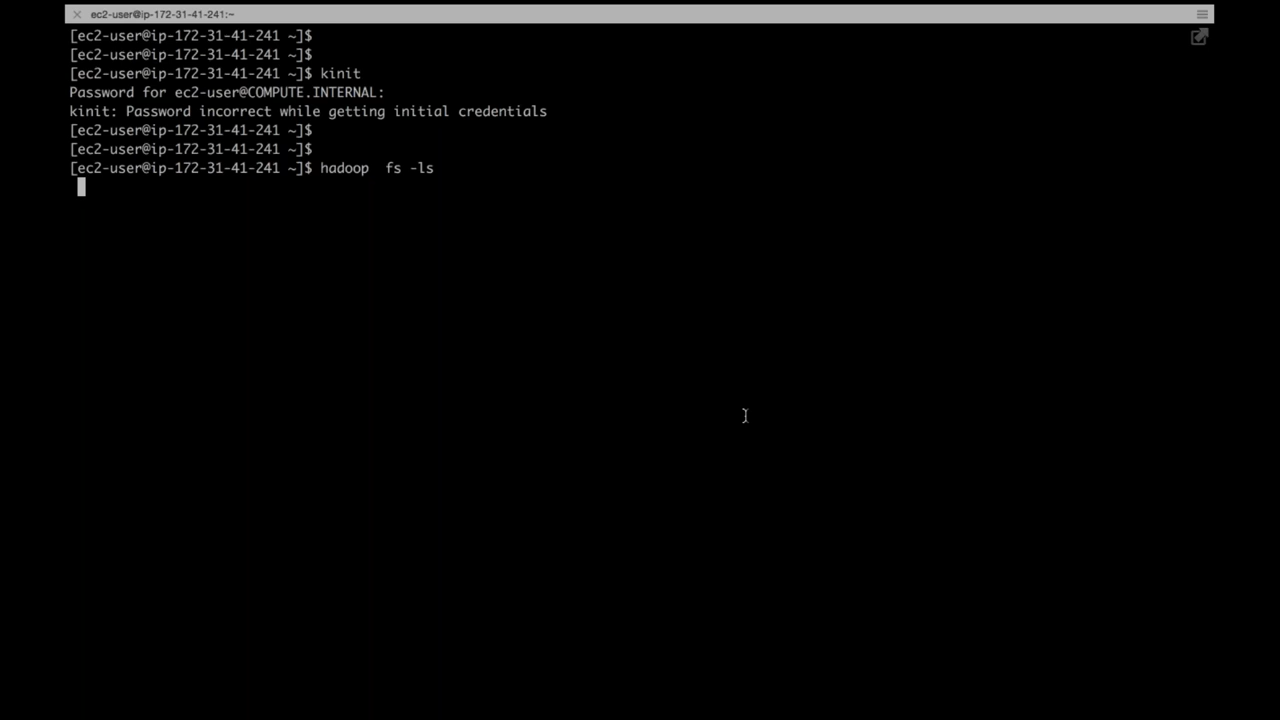 ec2-user@ip-172-31-41-241:~
[ec2-user@ip-172-31-41-241 ~]$
[ec2-user@ip-172-31-41-241 ~]$
[ec2-user@ip-172-31-41-241 ~]$ kinit
Password for ec2-user@COMPUTE.INTERNAL:
kinit: Password incorrect while getting initial credentials
[ec2-user@ip-172-31-41-241 ~]$
[ec2-user@ip-172-31-41-241 ~]$
[ec2-user@ip-172-31-41-241 ~]$ hadoop  fs -ls